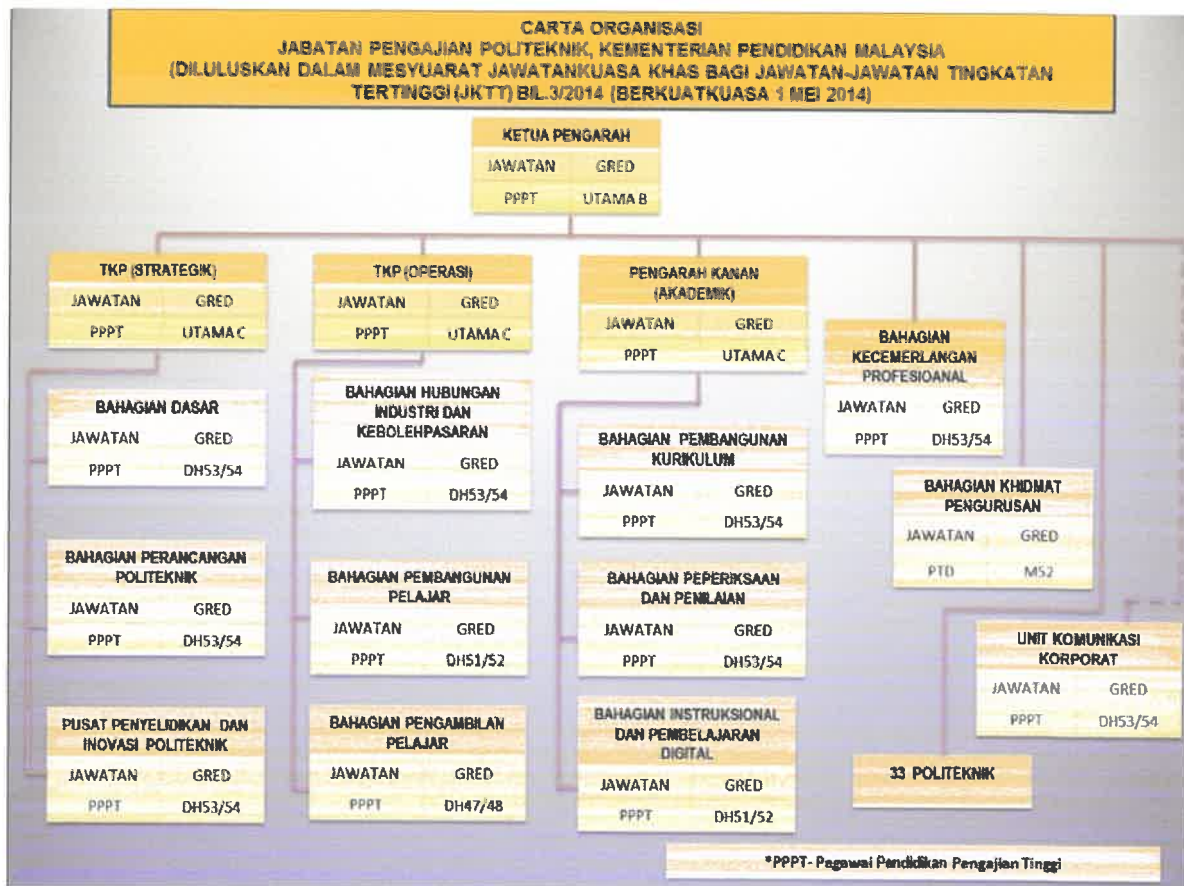 CARTA ORGANISASI
JABATAN PENGAJIAN POLITEKNIK, KEMENTERIAN PENDIDIKAN MALAYSIA
(DILULUSKAN DALAM MESYUARAT JAWATANKUASA KHAS BAGI JAWATAN-JAWATAN TINGKATAN
TERTINGGI (JKTT) BIL.3/2014 (BERKUATKUASA 1 MEI 2014)
KETUA PENGARAH
JAWATAN GRED
PPPT UTAMA B
TKP (STRATEGIK)
JAWATAN GRED
PPPT UTAMA C
BAHAGIAN DASAR
JAWATAN GRED
PPPT DH53/54
BAHAGIAN PERANCANGAN
POLITEKNIK
JAWATAN GRED
PPPT DH53/54
PUSAT PENYELIDIKAN DAN
INOVASI POLITEKNIK
JAWATAN GRED
PPPT DH53/54
TKP (OPERASI)
JAWATAN GRED
PPPT UTAMA C
BAHAGIAN HUBUNGAN
INDUSTRI DAN
KEBOLEHPASARAN
JAWATAN GRED
PPPT DH53/54
BAHAGIAN PEMBANGUNAN
PELAJAR
JAWATAN GRED
PPPT DH51/52
BAHAGIAN PENGAMBILAN
PELAJAR
JAWATAN GRED
PPPT DH47/48
PENGARAH KANAN
(AKADEMIK)
JAWATAN GRED
PPPT UTAMA C
BAHAGIAN PEMBANGUNAN
KURIKULUM
JAWATAN GRED
PPPT DH53/54
BAHAGIAN PEPERIKSAAN
DAN PENILAIAN
JAWATAN GRED
PPPT DH53/54
BAHAGIAN INSTRUKSIONAL
DAN PEMBELAJARAN
DIGITAL
JAWATAN GRED
PPPT DH51/52
BAHAGIAN
KECEMERLANGAN
PROFESIOANAL
JAWATAN GRED
PPPT DH53/54
BAHAGIAN KHIDMAT
PENGURUSAN
JAWATAN GRED
PTD M52
UNIT KOMUNIKASI
KORPORAT
JAWATAN GRED
PPPT DH53/54
33 POLITEKNIK
*PPPT- Pegawai Pendidikan Pengajian Tinggi